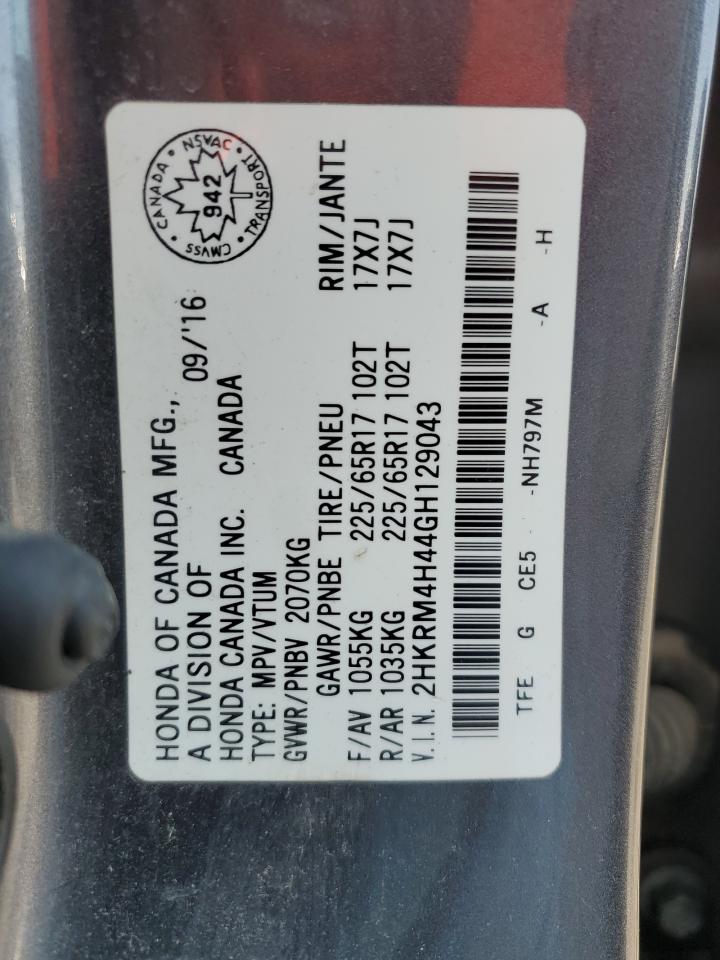 HONDA OF CANADA MFG., 09/'16
A DIVISION OF
HONDA CANADA INC. CANADA
TYPE: MPV/VTUM
GVWR/PNBV 2070KG
GAWR/PNBE TIRE/PNEU RIM/JANTE
F/AV 1055KG 225/65R17 102T 17X7J
R/AR 1035KG 225/65R17 102T 17X7J
V.I.N. 2HKRM4H44GH129043
TFE G CE5 -NH797M -A -H
CANADA • NSVAC • TRANSPORT • CMVSS •
942